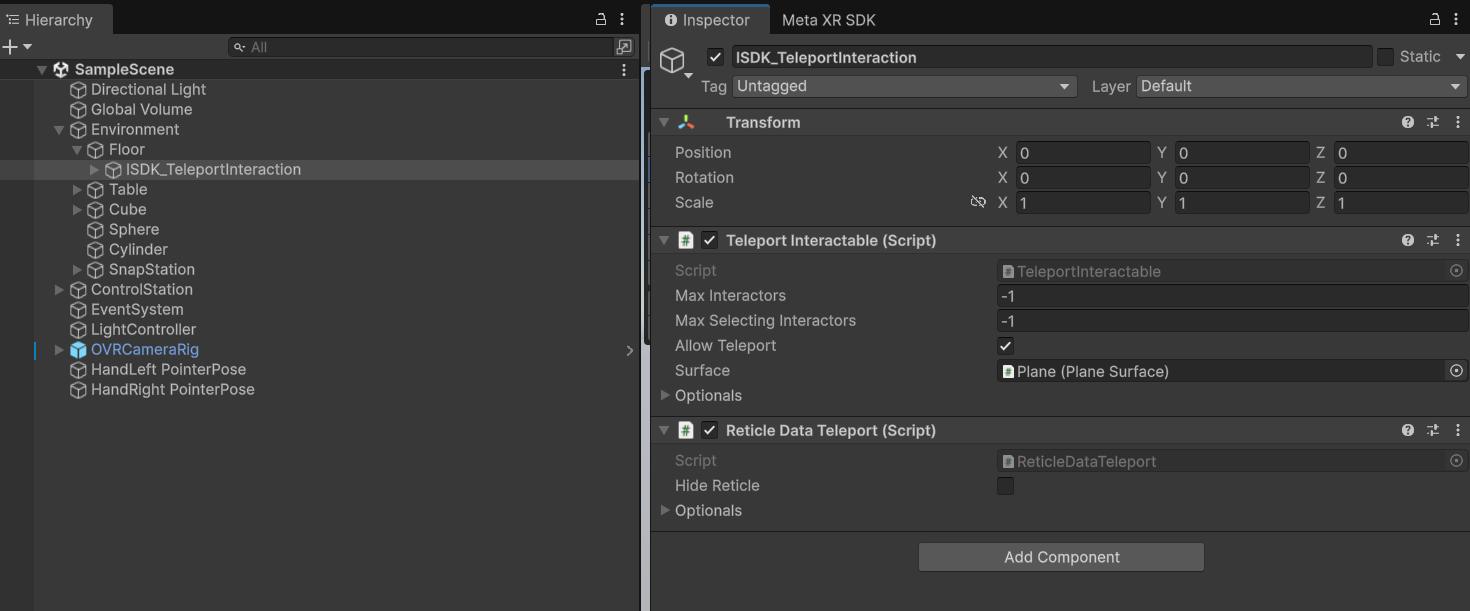 Hierarchy
All
SampleScene
Directional Light
Global Volume
Environment
Floor
ISDK_TeleportInteraction
Table
Cube
Sphere
Cylinder
SnapStation
ControlStation
EventSystem
LightController
OVRCameraRig
HandLeft PointerPose
HandRight PointerPose
Inspector Meta XR SDK
ISDK_TeleportInteraction Static
Tag Untagged Layer Default
Transform
Position X 0 Y 0 Z 0
Rotation X 0 Y 0 Z 0
Scale X 1 Y 1 Z 1
# Teleport Interactable (Script)
Script # TeleportInteractable
Max Interactors -1
Max Selecting Interactors -1
Allow Teleport
Surface # Plane (Plane Surface)
Optionals
# Reticle Data Teleport (Script)
Script # ReticleDataTeleport
Hide Reticle
Optionals
Add Component